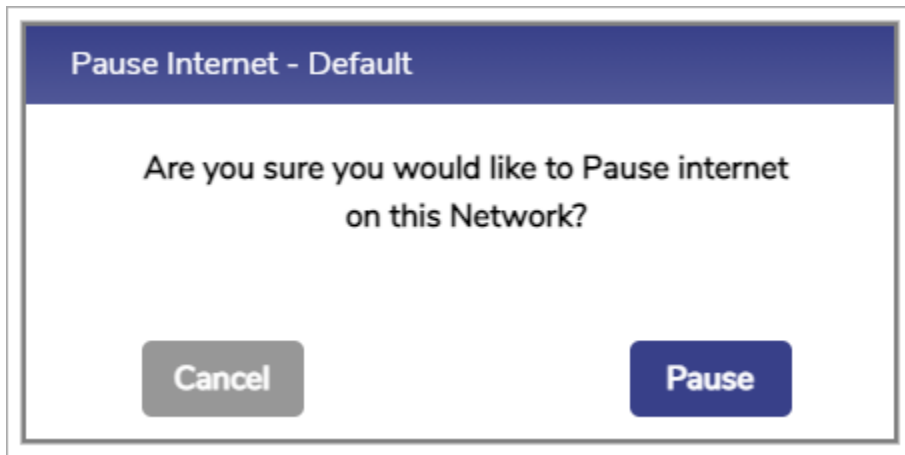 Pause Internet - Default
Are you sure you would like to Pause internet
on this Network?
Cancel
Pause